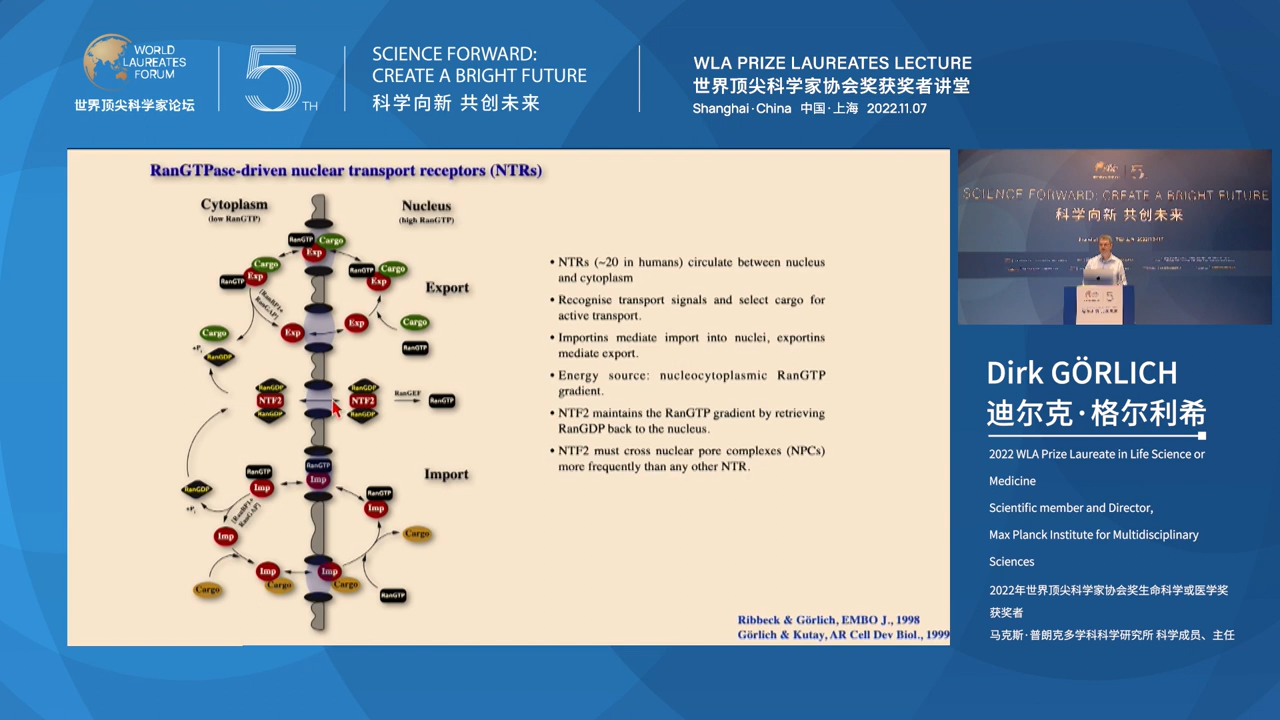 WORLD
LAUREATES
FORUM
世界顶尖科学家论坛
5TH
SCIENCE FORWARD:
CREATE A BRIGHT FUTURE
科学向新 共创未来
WLA PRIZE LAUREATES LECTURE
世界顶尖科学家协会奖获奖者讲堂
Shanghai·China 中国·上海 2022.11.07
RanGTPase-driven nuclear transport receptors (NTRs)
Cytoplasm
(low RanGTP)
Nucleus
(high RanGTP)
RanGTP
Cargo
Exp
Cargo
RanGTP
Exp
RanGTP
Cargo
Exp
Export
[RanBP1+
RanGAP]
Exp
Exp
Cargo
RanGTP
Cargo
+Pi
RanGDP
RanGDP
NTF2
RanGDP
RanGDP
NTF2
RanGDP
RanGEF
RanGTP
Import
RanGTP
Imp
RanGTP
Imp
RanGDP
+Pi
[RanBP1+
RanGAP]
RanGTP
Imp
Imp
Cargo
Imp
Cargo
Imp
Cargo
Cargo
RanGTP
• NTRs (~20 in humans) circulate between nucleus
and cytoplasm
• Recognise transport signals and select cargo for
active transport.
• Importins mediate import into nuclei, exportins
mediate export.
• Energy source: nucleocytoplasmic RanGTP
gradient.
• NTF2 maintains the RanGTP gradient by retrieving
RanGDP back to the nucleus.
• NTF2 must cross nuclear pore complexes (NPCs)
more frequently than any other NTR.
Ribbeck & Görlich, EMBO J., 1998
Görlich & Kutay, AR Cell Dev Biol., 1999
SCIENCE FORWARD: CREATE A BRIGHT FUTURE
科学向新 共创未来
Dirk GÖRLICH
迪尔克·格尔利希
2022 WLA Prize Laureate in Life Science or
Medicine
Scientific member and Director,
Max Planck Institute for Multidisciplinary
Sciences
2022年世界顶尖科学家协会奖生命科学或医学奖
获奖者
马克斯·普朗克多学科科学研究所 科学成员、主任